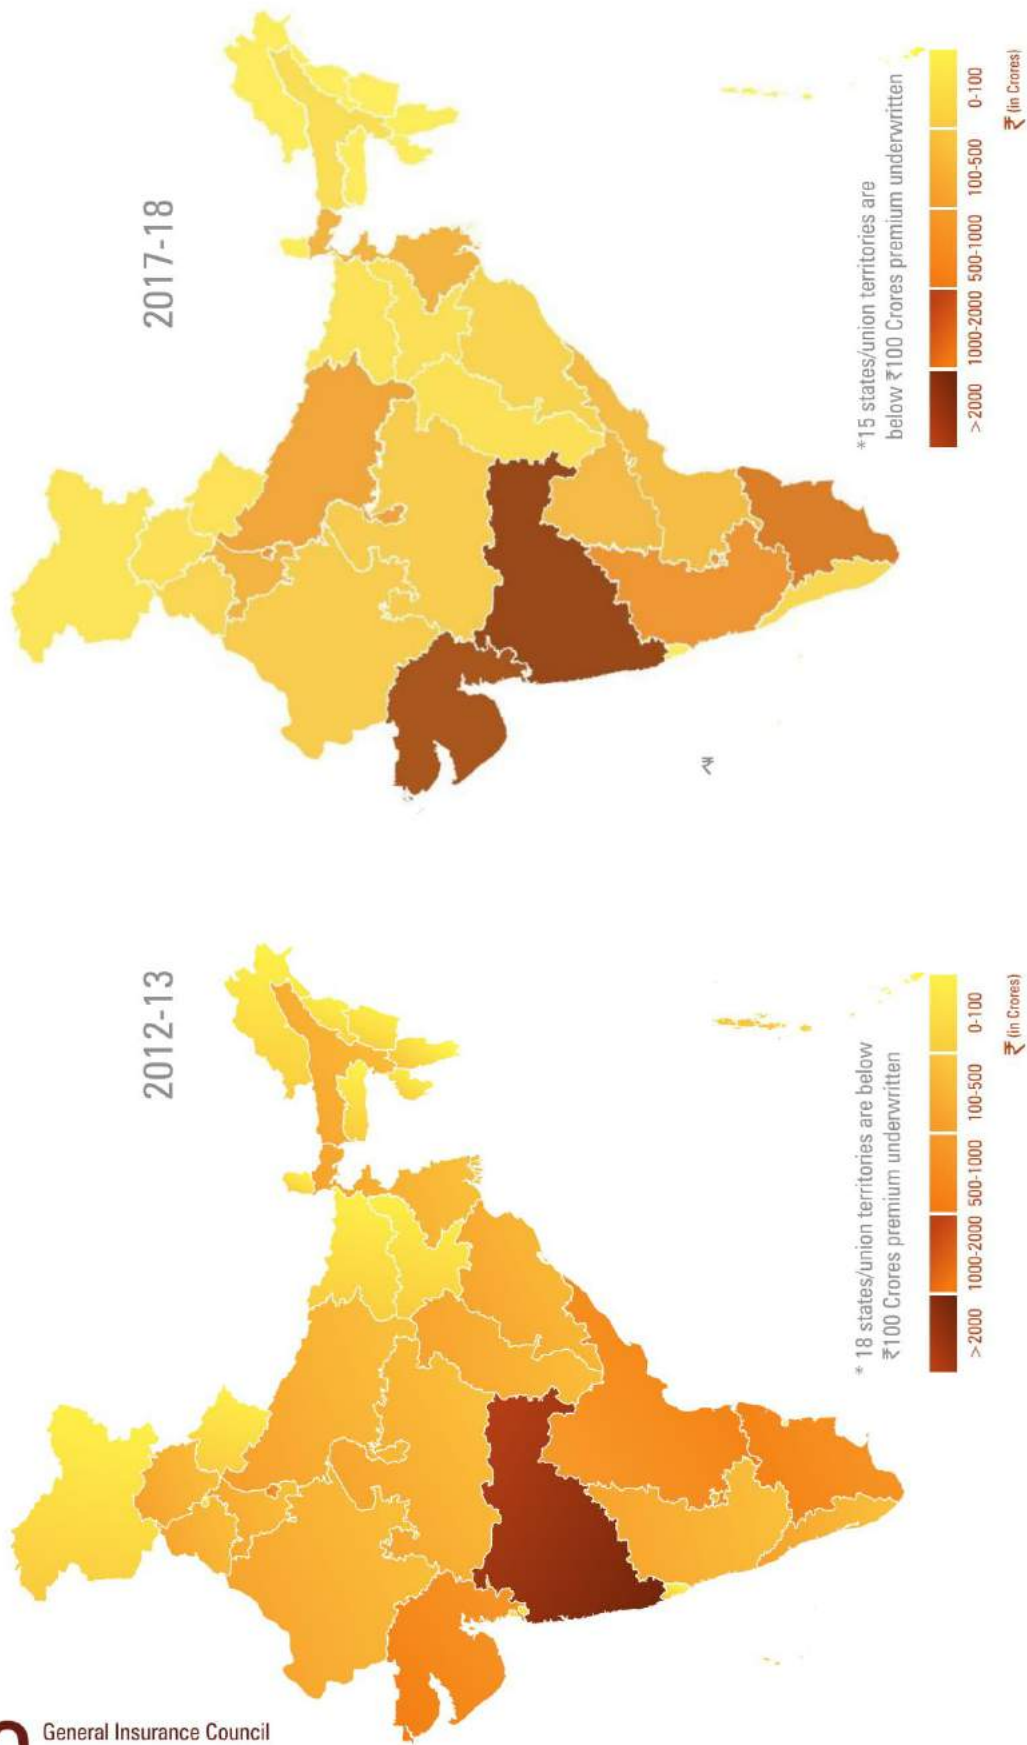 General Insurance Council
2012-13
* 18 states/union territories are below
₹100 Crores premium underwritten
>2000 1000-2000 500-1000 100-500 0-100
₹ (in Crores)
2017-18
₹
*15 states/union territories are
below ₹100 Crores premium underwritten
>2000 1000-2000 500-1000 100-500 0-100
₹ (in Crores)